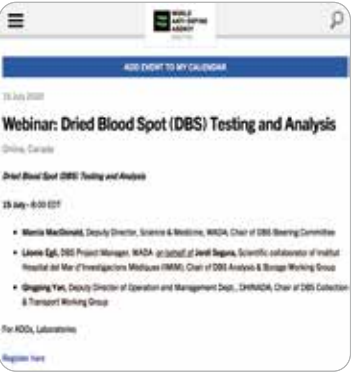 WORLD
ANTI-DOPING
AGENCY
ADD EVENT TO MY CALENDAR
15 July 2020
Webinar: Dried Blood Spot (DBS) Testing and Analysis
Online, Canada
Dried Blood Spot (DBS) Testing and Analysis
15 July - 8:00 EDT
• Marcia MacDonald, Deputy Director, Science & Medicine, WADA, Chair of DBS Steering Committee
• Léonie Egli, DBS Project Manager, WADA on behalf of Jordi Segura, Scientific collaborator of Institut
Hospital del Mar d'Investigacions Mèdiques (IMIM), Chair of DBS Analysis & Storage Working Group
• Qingqing Yan, Deputy Director of Operation and Management Dept., CHINADA, Chair of DBS Collection
& Transport Working Group
For ADOs, Laboratories
Register here